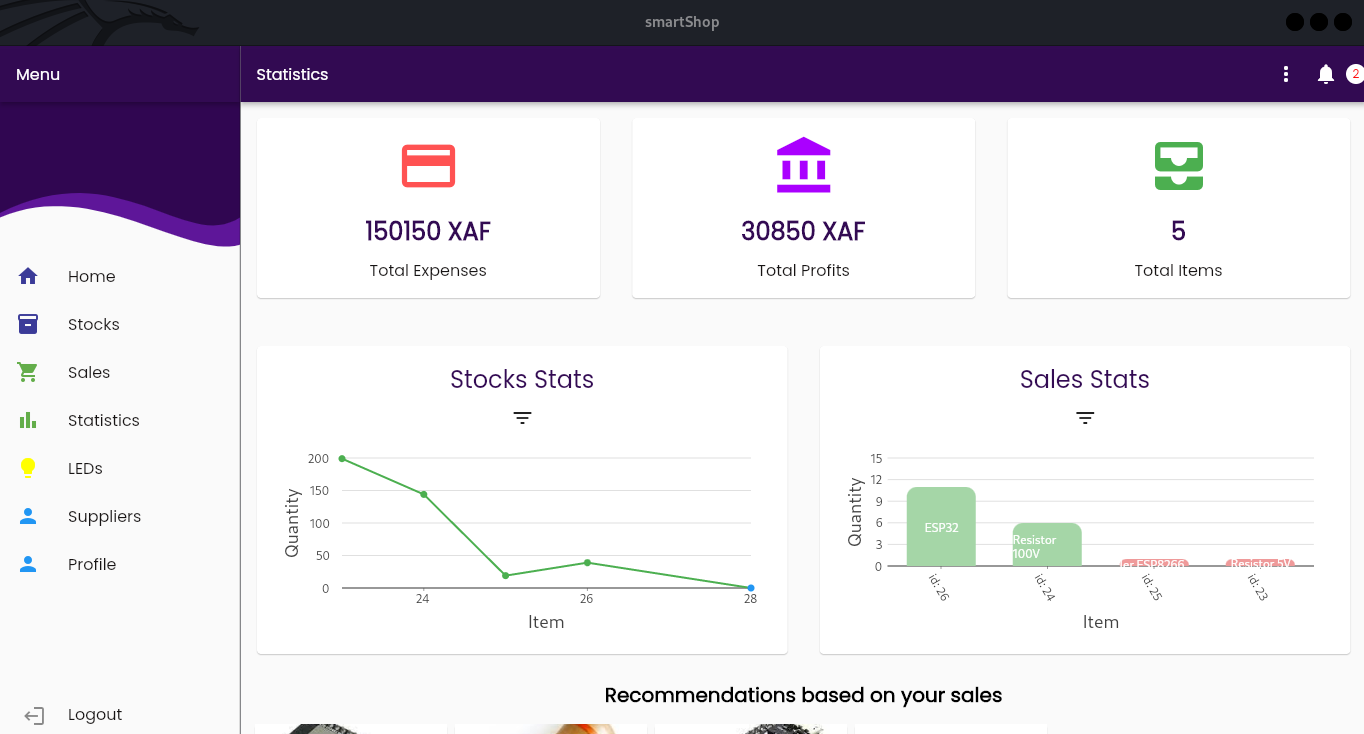 smartShop
Menu
Statistics
2
150150 XAF
Total Expenses
30850 XAF
Total Profits
5
Total Items
Home
Stocks
Sales
Statistics
LEDs
Suppliers
Profile
Logout
Stocks Stats
Quantity
200
150
100
50
0
24
26
28
Item
Sales Stats
Quantity
15
12
9
6
3
0
ESP32
Resistor
100V
ESP8266
Resistor 5V
id: 26
id: 24
id: 25
id: 23
Item
Recommendations based on your sales